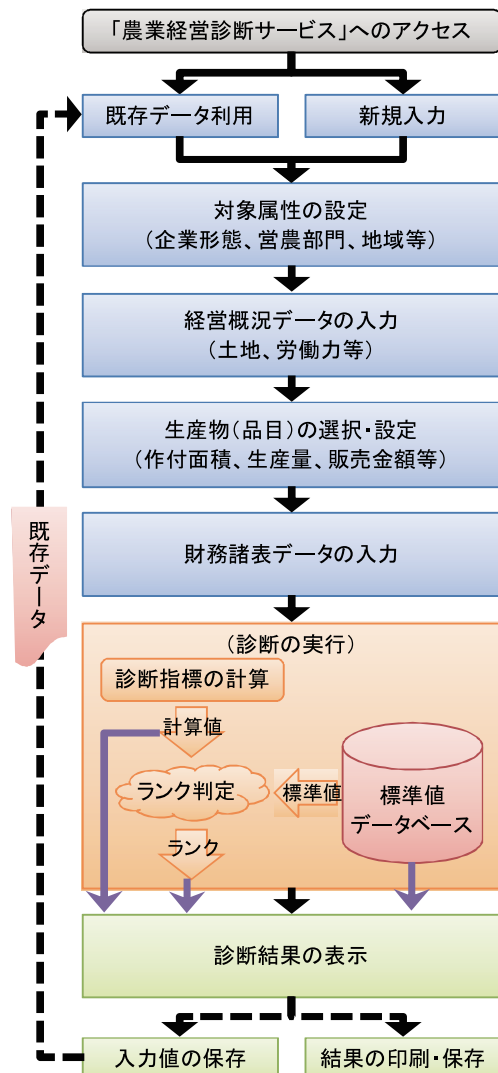 「農業経営診断サービス」へのアクセス
既存データ利用
新規入力
対象属性の設定
(企業形態、営農部門、地域等)
経営概況データの入力
(土地、労働力等)
生産物(品目)の選択・設定
(作付面積、生産量、販売金額等)
既存データ
財務諸表データの入力
(診断の実行)
診断指標の計算
計算値
ランク判定
標準値
標準値
データベース
ランク
診断結果の表示
入力値の保存
結果の印刷・保存